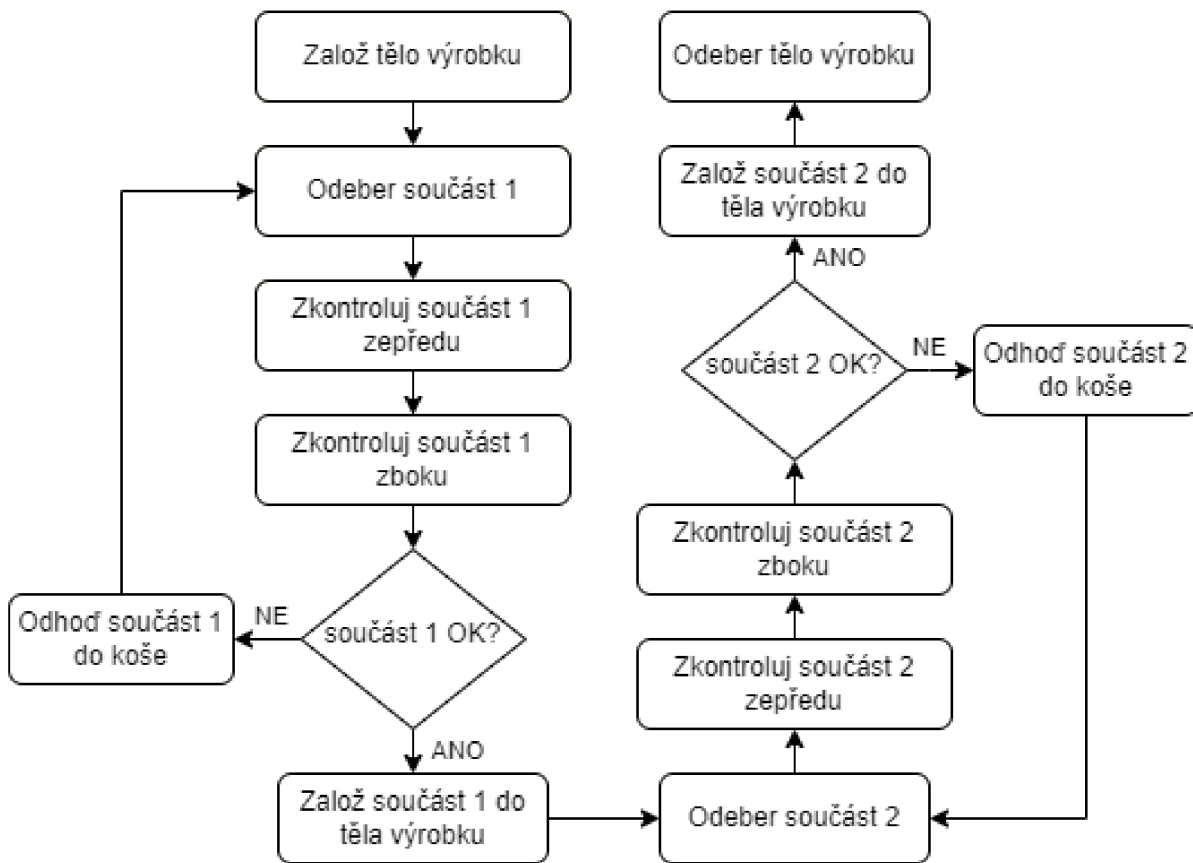 Založ tělo výrobku
Odeber součást 1
Zkontroluj součást 1
zepředu
Zkontroluj součást 1
zboku
součást 1 OK?
NE
Odhoď součást 1
do koše
ANO
Založ součást 1 do
těla výrobku
Odeber součást 2
Zkontroluj součást 2
zepředu
Zkontroluj součást 2
zboku
součást 2 OK?
NE
Odhoď součást 2
do koše
ANO
Založ součást 2 do
těla výrobku
Odeber tělo výrobku